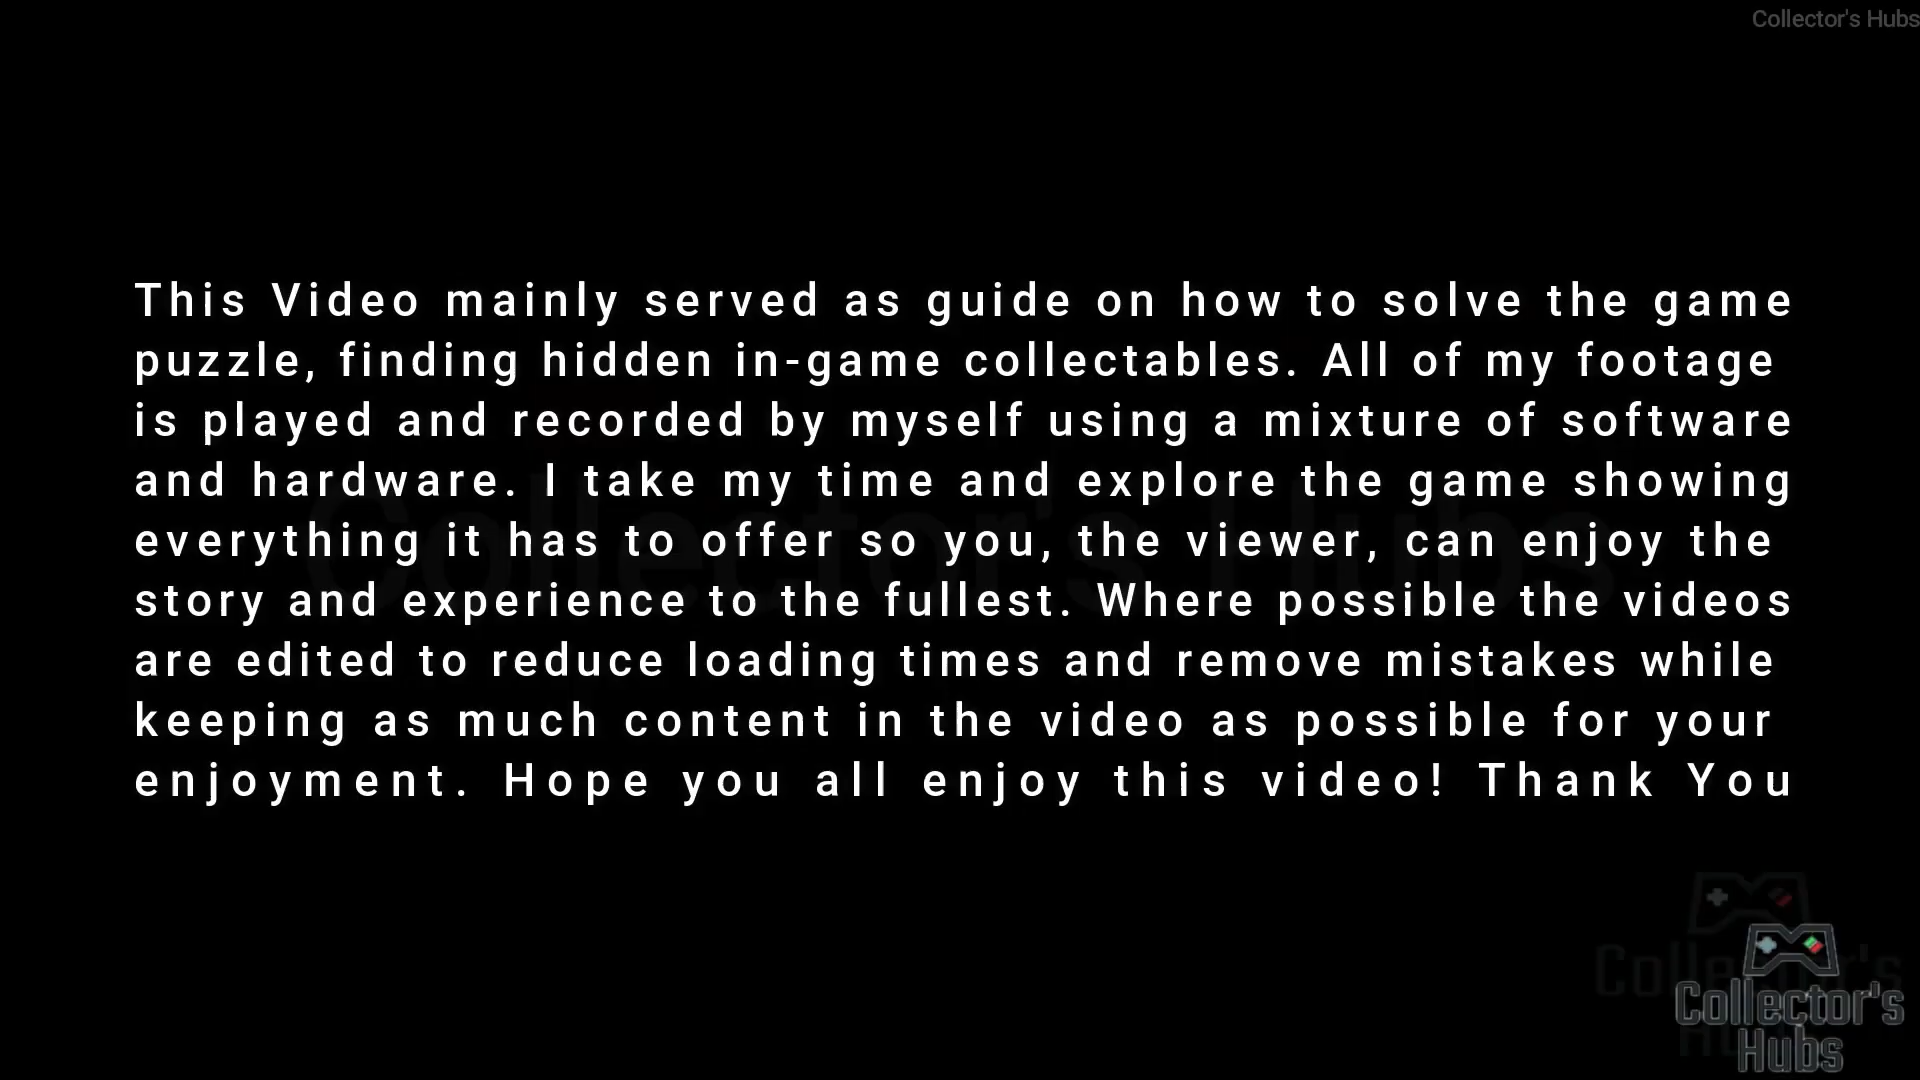 Collector's Hubs
This Video mainly served as guide on how to solve the game
puzzle, finding hidden in-game collectables. All of my footage
is played and recorded by myself using a mixture of software
and hardware. I take my time and explore the game showing
everything it has to offer so you, the viewer, can enjoy the
story and experience to the fullest. Where possible the videos
are edited to reduce loading times and remove mistakes while
keeping as much content in the video as possible for your
enjoyment. Hope you all enjoy this video! Thank You
Collector's Hubs
Collector's
Hubs